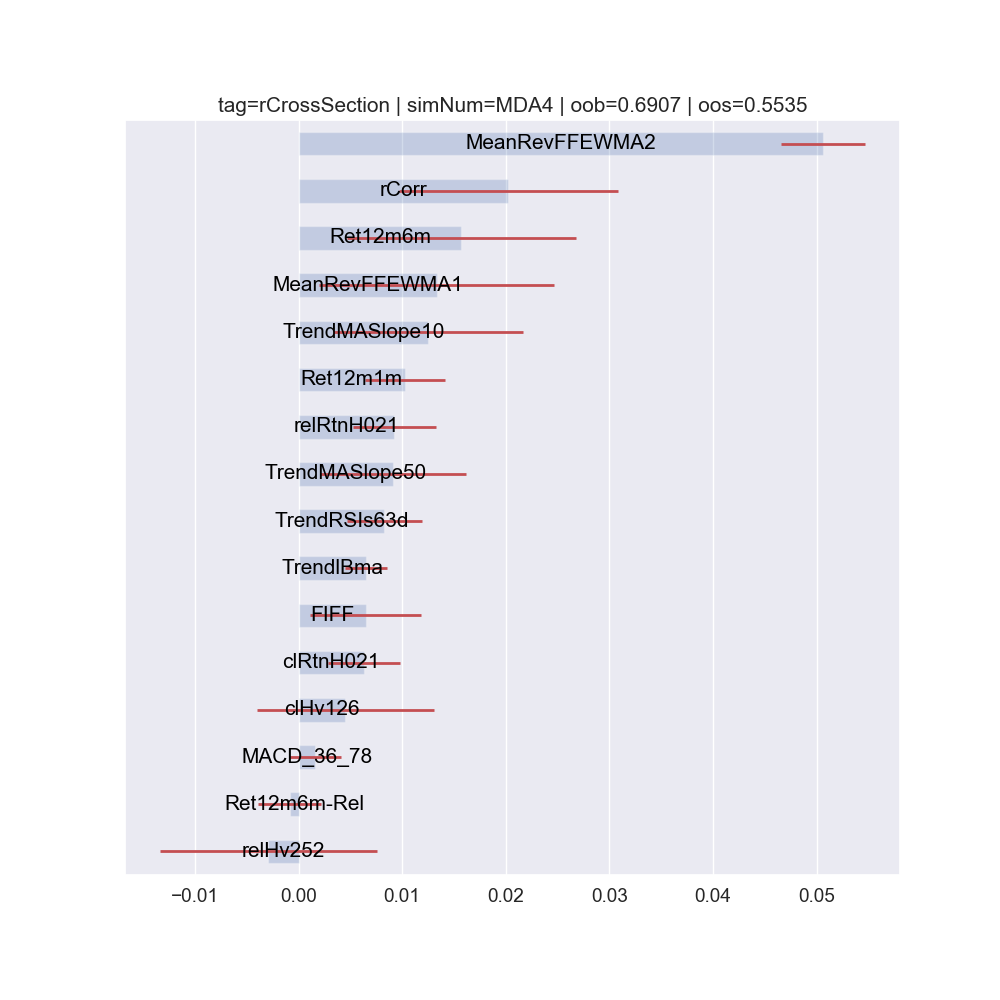 tag=rCrossSection | simNum=MDA4 | oob=0.6907 | oos=0.5535
MeanRevFFEWMA2
rCorr
Ret12m6m
MeanRevFFEWMA1
TrendMASlope10
Ret12m1m
relRtnH021
TrendMASlope50
TrendRSIs63d
TrendIBma
FIFF
clRtnH021
clHv126
MACD_36_78
Ret12m6m-Rel
relHv252
−0.01 0.00 0.01 0.02 0.03 0.04 0.05